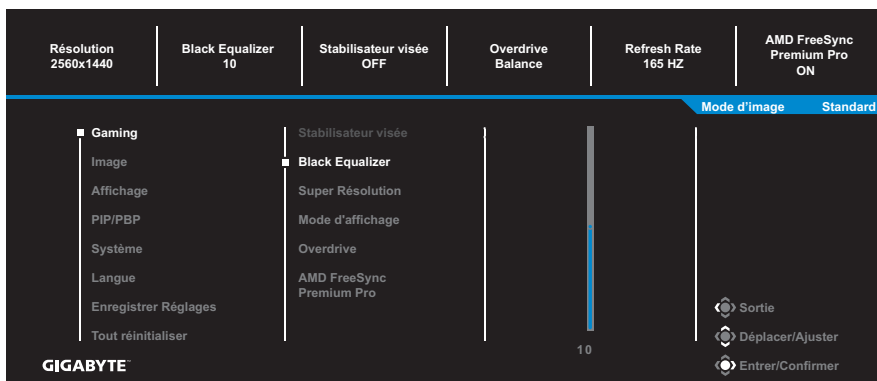 Résolution
2560x1440
Black Equalizer
10
Stabilisateur visée
OFF
Overdrive
Balance
Refresh Rate
165 HZ
AMD FreeSync
Premium Pro
ON
Mode d'image Standard
Gaming
Image
Affichage
PIP/PBP
Système
Langue
Enregistrer Réglages
Tout réinitialiser
Stabilisateur visée
Black Equalizer
Super Résolution
Mode d'affichage
Overdrive
AMD FreeSync
Premium Pro
10
Sortie
Déplacer/Ajuster
Entrer/Confirmer
GIGABYTE™